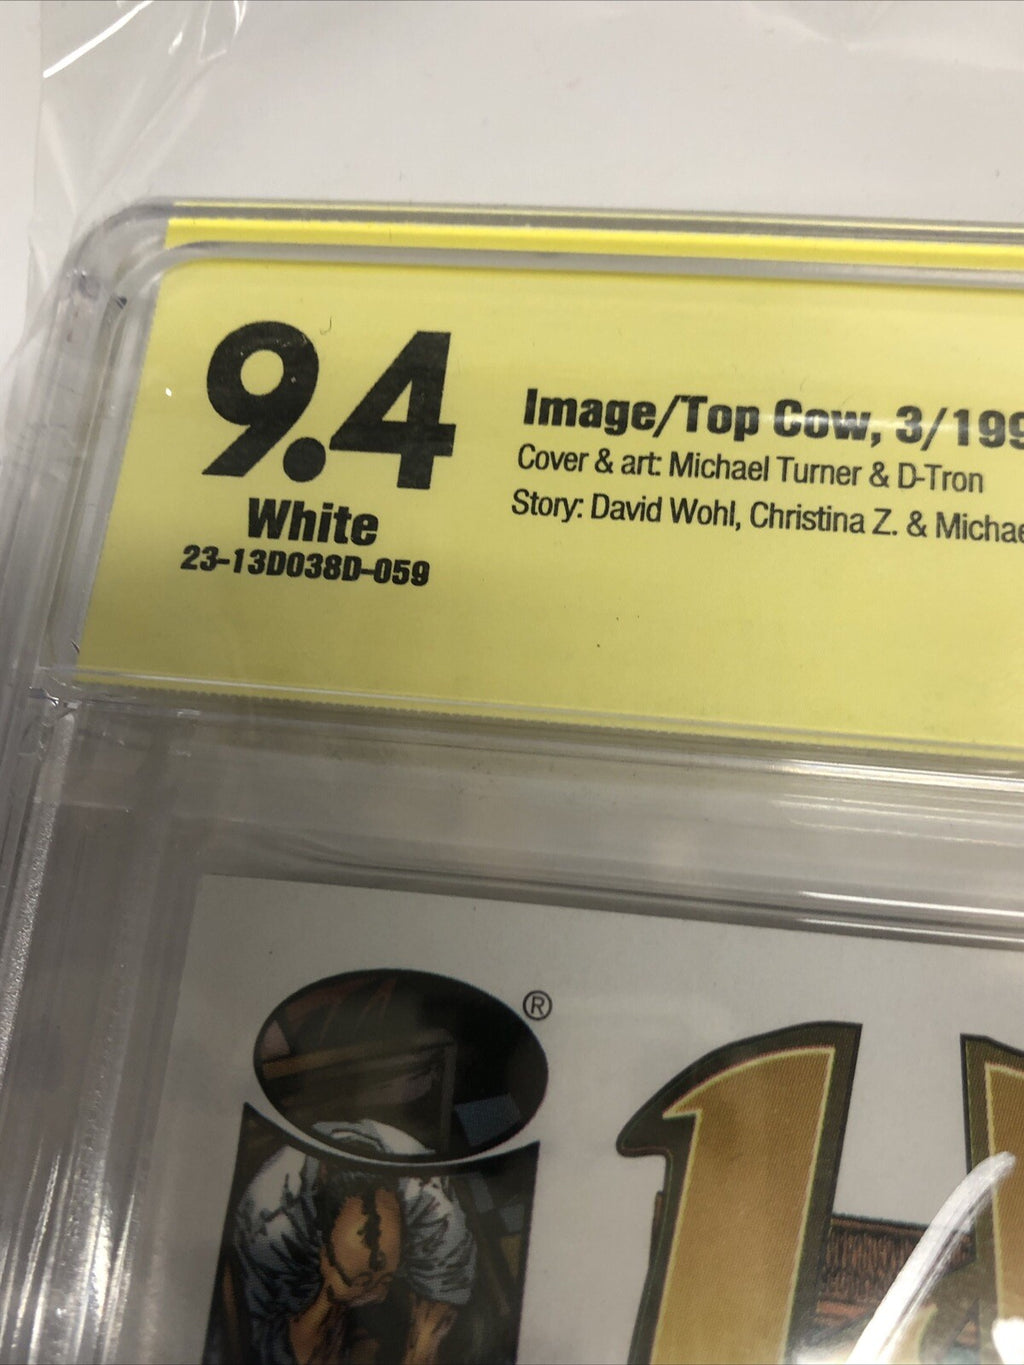 9.4
White
23-13D038D-059
Image/Top Cow, 3/199
Cover & art: Michael Turner & D-Tron
Story: David Wohl, Christina Z. & Michae
i®